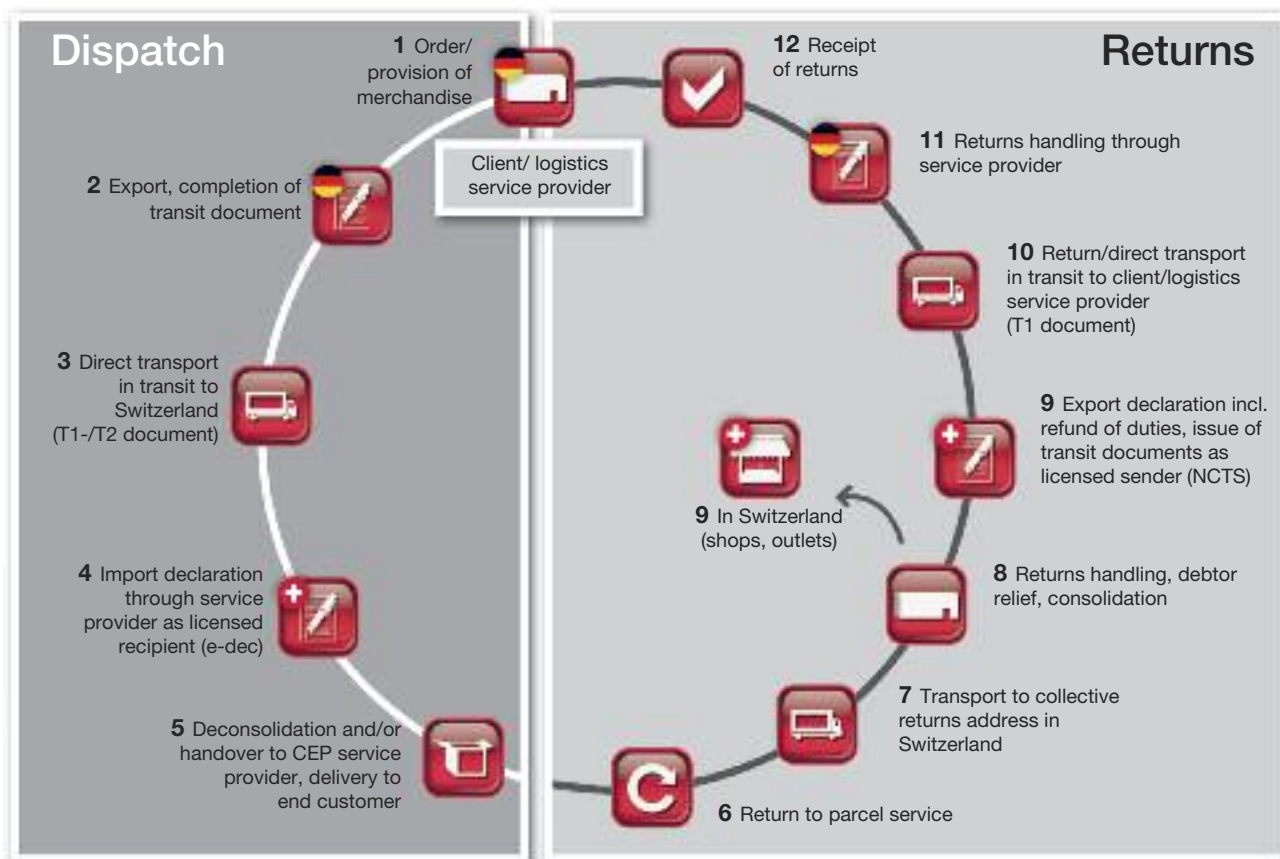 Dispatch
Returns
1 Order/
provision of
merchandise
Client/ logistics
service provider
2 Export, completion of
transit document
3 Direct transport
in transit to
Switzerland
(T1-/T2 document)
4 Import declaration
through service
provider as licensed
recipient (e-dec)
5 Deconsolidation and/or
handover to CEP service
provider, delivery to
end customer
6 Return to parcel service
7 Transport to collective
returns address in
Switzerland
8 Returns handling, debtor
relief, consolidation
9 In Switzerland
(shops, outlets)
9 Export declaration incl.
refund of duties, issue of
transit documents as
licensed sender (NCTS)
10 Return/direct transport
in transit to client/logistics
service provider
(T1 document)
11 Returns handling through
service provider
12 Receipt
of returns